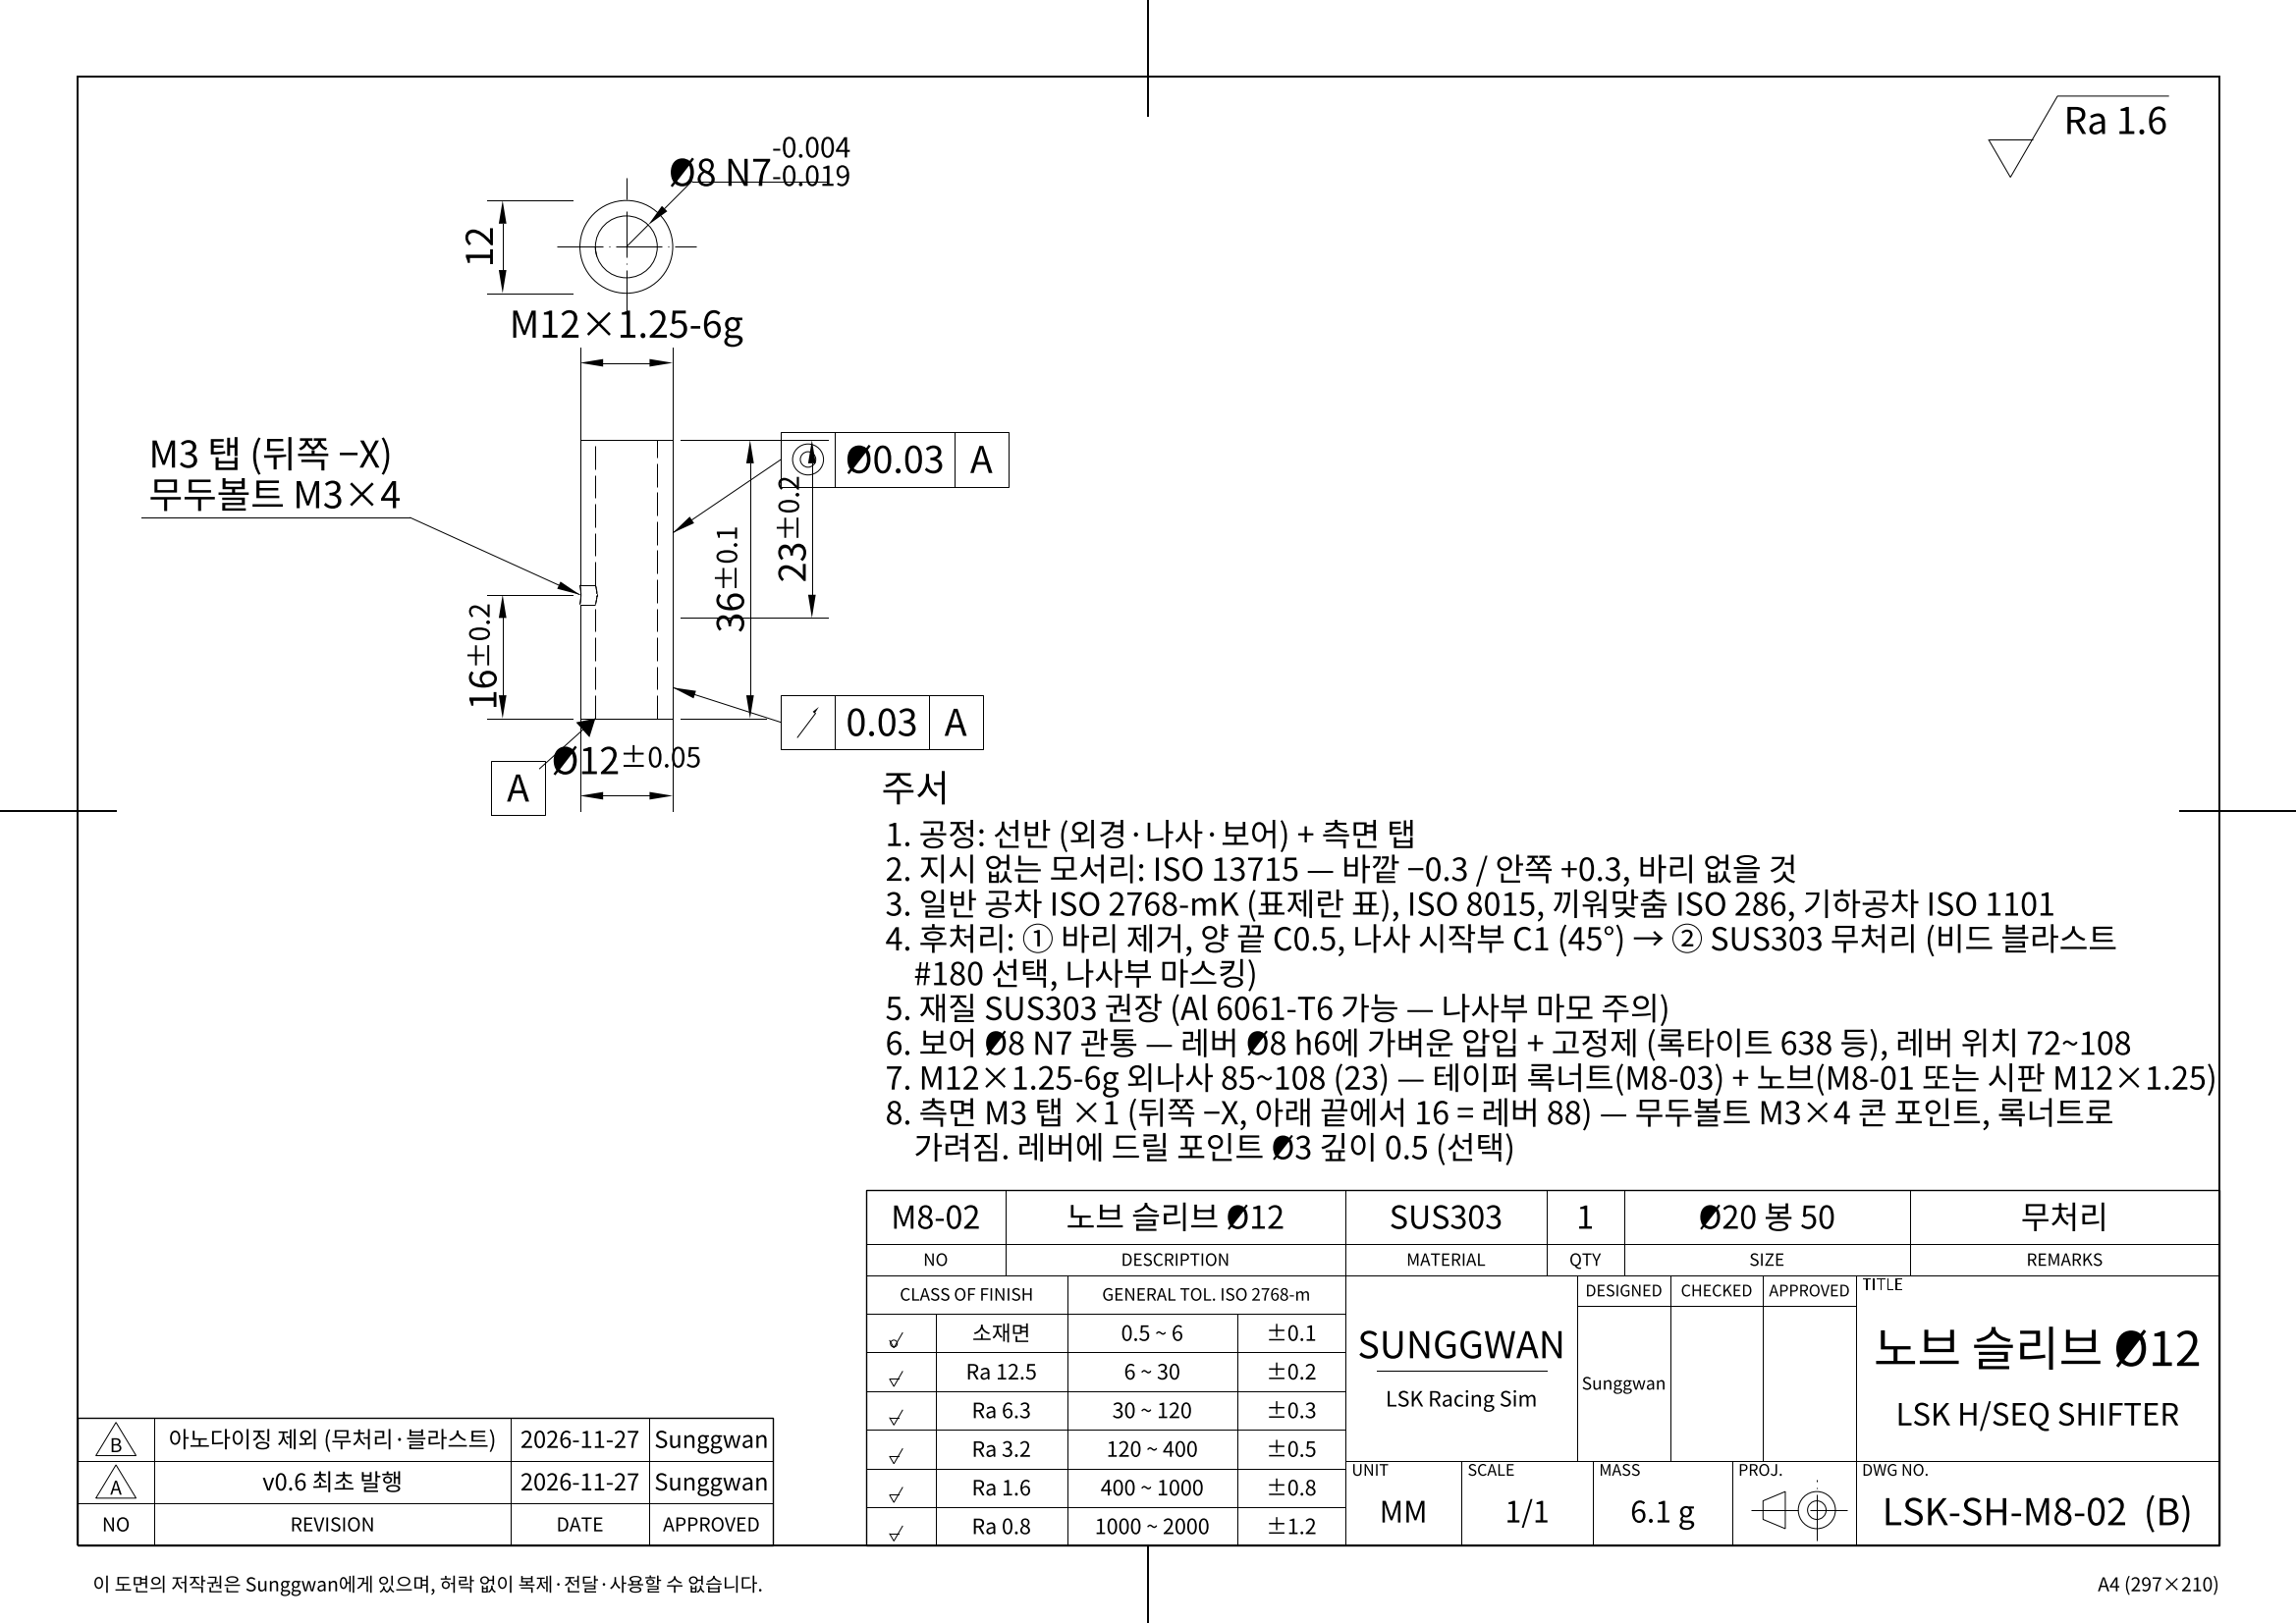 Ra 1.6
Ø8 N7 -0.004
-0.019
12
M12×1.25-6g
M3 탭 (뒤쪽 −X)
무두볼트 M3×4
Ø0.03 A
23±0.2
36±0.1
16±0.2
0.03 A
Ø12±0.05
A
주서
1. 공정: 선반 (외경·나사·보어) + 측면 탭
2. 지시 없는 모서리: ISO 13715 — 바깥 −0.3 / 안쪽 +0.3, 바리 없을 것
3. 일반 공차 ISO 2768-mK (표제란 표), ISO 8015, 끼워맞춤 ISO 286, 기하공차 ISO 1101
4. 후처리: ① 바리 제거, 양 끝 C0.5, 나사 시작부 C1 (45°) → ② SUS303 무처리 (비드 블라스트
#180 선택, 나사부 마스킹)
5. 재질 SUS303 권장 (Al 6061-T6 가능 — 나사부 마모 주의)
6. 보어 Ø8 N7 관통 — 레버 Ø8 h6에 가벼운 압입 + 고정제 (록타이트 638 등), 레버 위치 72~108
7. M12×1.25-6g 외나사 85~108 (23) — 테이퍼 록너트(M8-03) + 노브(M8-01 또는 시판 M12×1.25)
8. 측면 M3 탭 ×1 (뒤쪽 −X, 아래 끝에서 16 = 레버 88) — 무두볼트 M3×4 콘 포인트, 록너트로
가려짐. 레버에 드릴 포인트 Ø3 깊이 0.5 (선택)
M8-02 노브 슬리브 Ø12 SUS303 1 Ø20 봉 50 무처리
NO DESCRIPTION MATERIAL QTY SIZE REMARKS
CLASS OF FINISH GENERAL TOL. ISO 2768-m
소재면 0.5 ~ 6 ±0.1
Ra 12.5 6 ~ 30 ±0.2
Ra 6.3 30 ~ 120 ±0.3
Ra 3.2 120 ~ 400 ±0.5
Ra 1.6 400 ~ 1000 ±0.8
Ra 0.8 1000 ~ 2000 ±1.2
SUNGGWAN
LSK Racing Sim
DESIGNED CHECKED APPROVED
Sunggwan
TITLE
노브 슬리브 Ø12
LSK H/SEQ SHIFTER
UNIT SCALE MASS PROJ. DWG NO.
MM 1/1 6.1 g LSK-SH-M8-02 (B)
B 아노다이징 제외 (무처리·블라스트) 2026-11-27 Sunggwan
A v0.6 최초 발행 2026-11-27 Sunggwan
NO REVISION DATE APPROVED
이 도면의 저작권은 Sunggwan에게 있으며, 허락 없이 복제·전달·사용할 수 없습니다.
A4 (297×210)